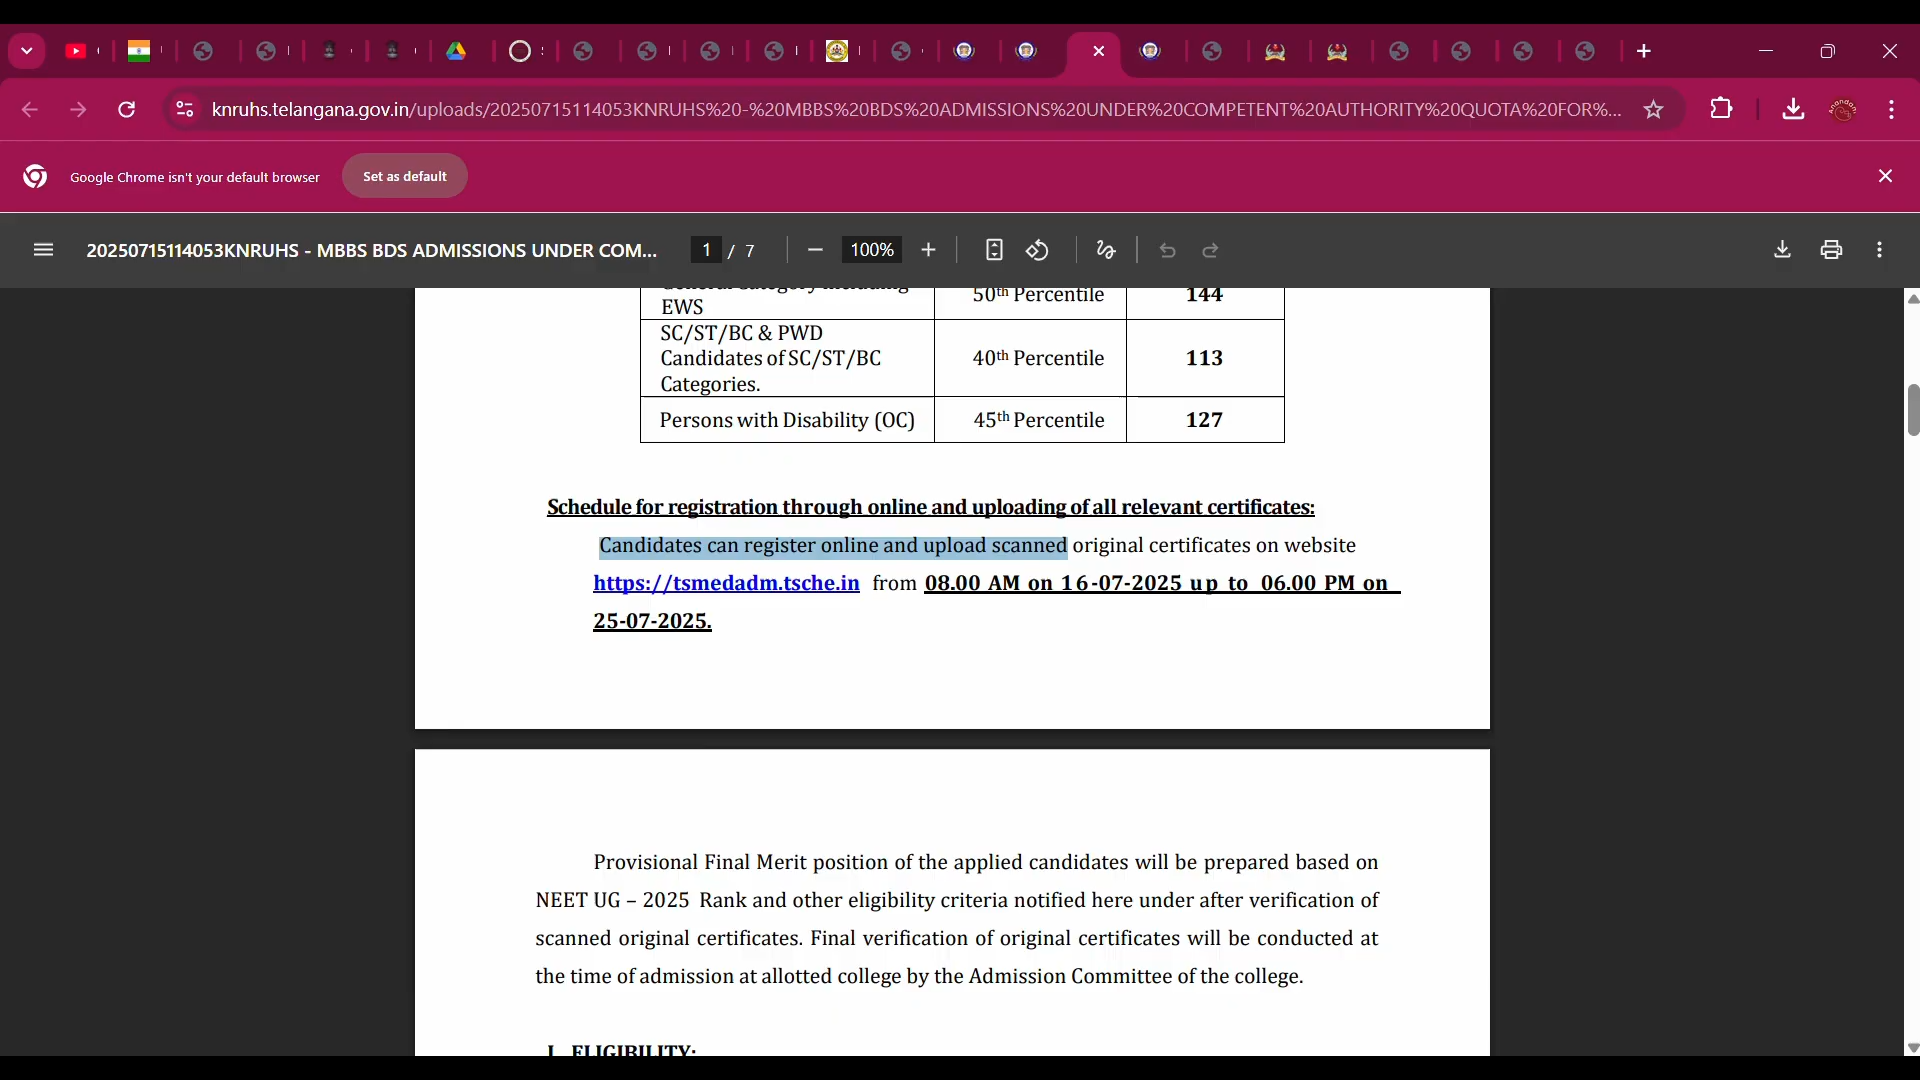 knruhs.telangana.gov.in/uploads/20250715114053KNRUHS%20-%20MBBS%20BDS%20ADMISSIONS%20UNDER%20COMPETENT%20AUTHORITY%20QUOTA%20FOR%...
Google Chrome isn't your default browser
Set as default
20250715114053KNRUHS - MBBS BDS ADMISSIONS UNDER COM...
1 / 7
100%
General Category including
EWS
50th Percentile
144
SC/ST/BC & PWD
Candidates of SC/ST/BC
Categories.
40th Percentile
113
Persons with Disability (OC)
45th Percentile
127
Schedule for registration through online and uploading of all relevant certificates:
Candidates can register online and upload scanned original certificates on website
https://tsmedadm.tsche.in from 08.00 AM on 16-07-2025 up to 06.00 PM on
25-07-2025.
Provisional Final Merit position of the applied candidates will be prepared based on
NEET UG – 2025 Rank and other eligibility criteria notified here under after verification of
scanned original certificates. Final verification of original certificates will be conducted at
the time of admission at allotted college by the Admission Committee of the college.
I. ELIGIBILITY: